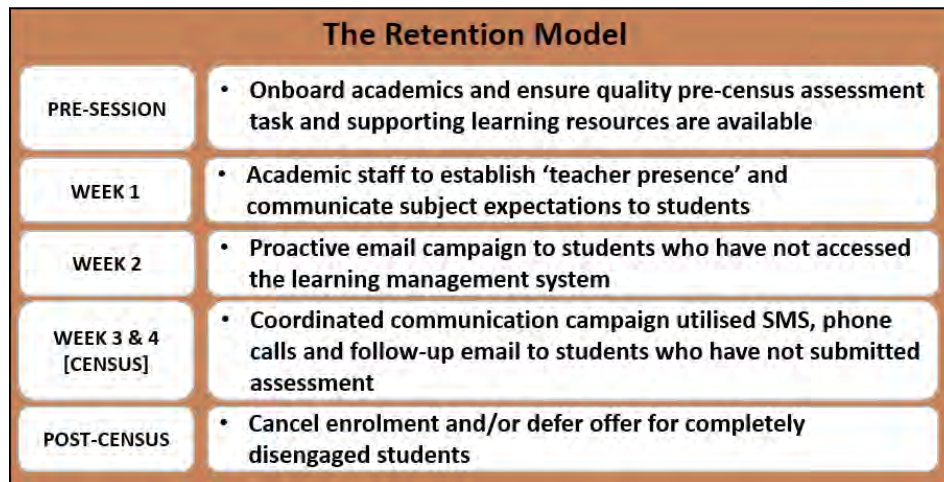 The Retention Model
PRE-SESSION
• Onboard academics and ensure quality pre-census assessment
task and supporting learning resources are available
WEEK 1
• Academic staff to establish ‘teacher presence’ and
communicate subject expectations to students
WEEK 2
• Proactive email campaign to students who have not accessed
the learning management system
WEEK 3 & 4
[CENSUS]
• Coordinated communication campaign utilised SMS, phone
calls and follow-up email to students who have not submitted
assessment
POST-CENSUS
• Cancel enrolment and/or defer offer for completely
disengaged students